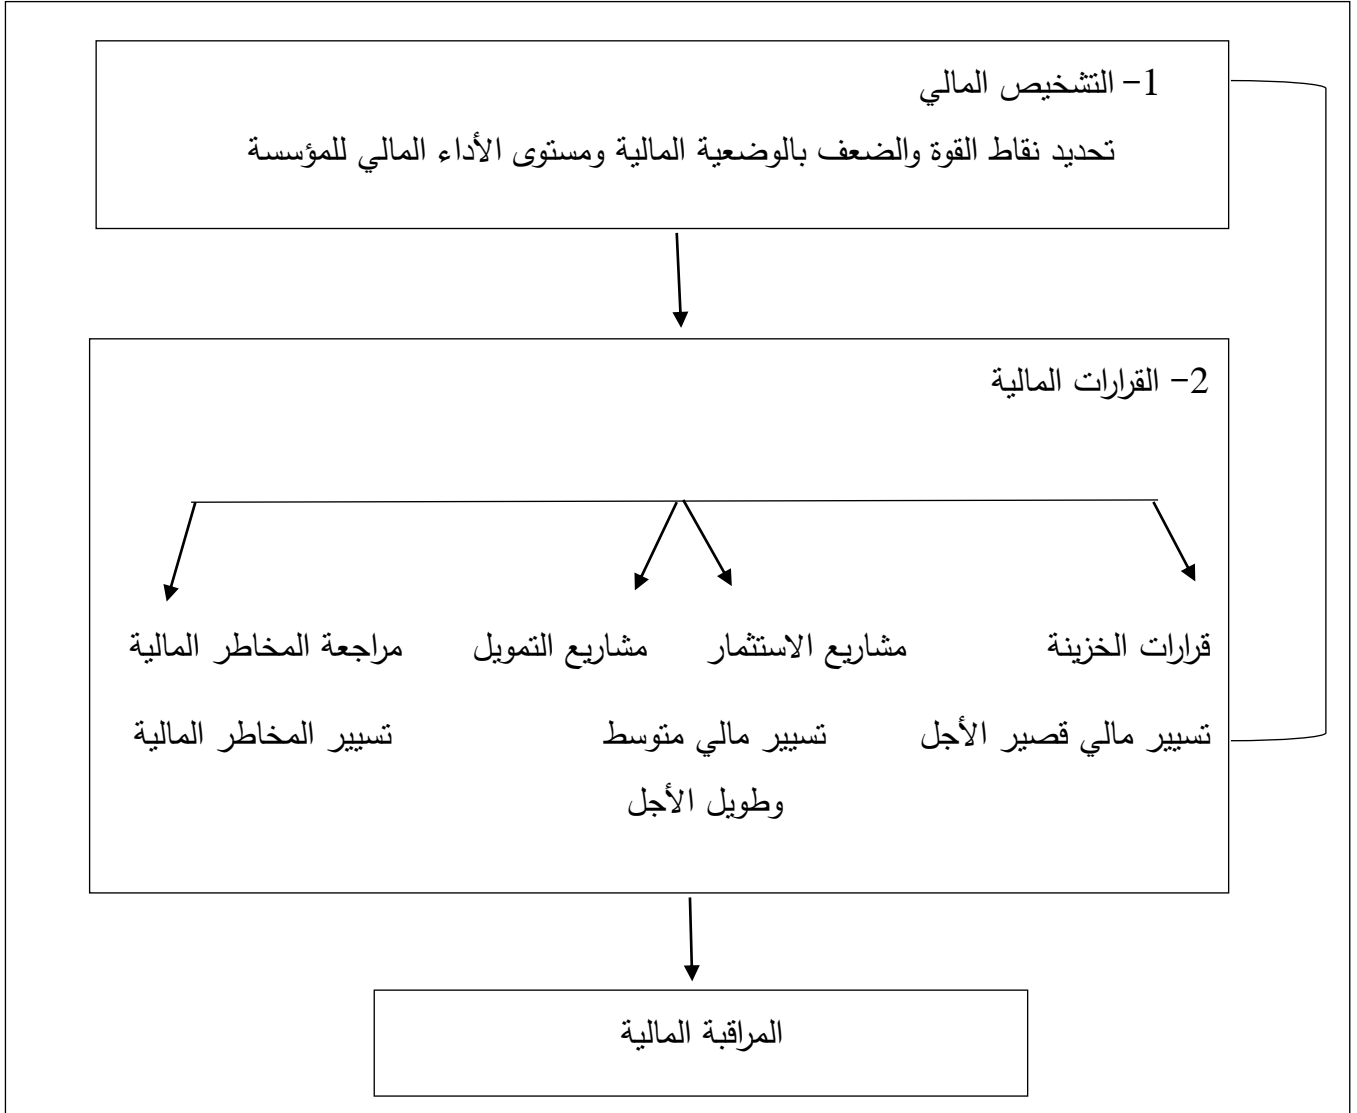 1- التشخيص المالي
تحديد نقاط القوة والضعف بالوضعية المالية ومستوى الأداء المالي للمؤسسة
2- القرارات المالية
قرارات الخزينة مشاريع الاستثمار مشاريع التمويل مراجعة المخاطر المالية
تسيير مالي قصير الأجل تسيير مالي متوسط تسيير المخاطر المالية
وطويل الأجل
المراقبة المالية